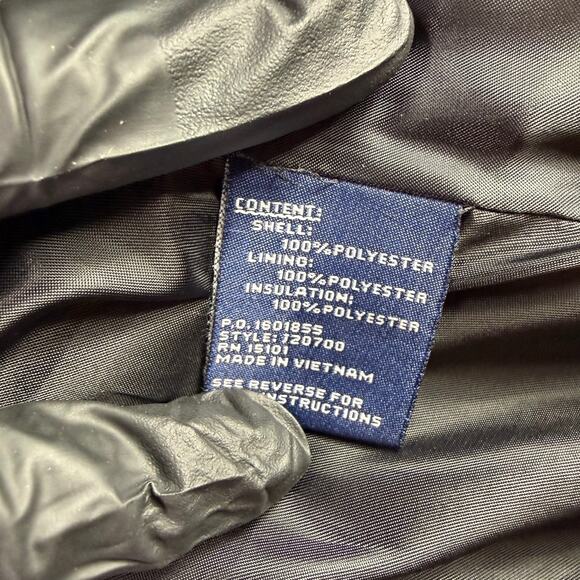 CONTENT:
SHELL:
100%POLYESTER
LINING:
100%POLYESTER
INSULATION:
100%POLYESTER
P.O. 1601855
STYLE: J20700
RN 15101
MADE IN VIETNAM
SEE REVERSE FOR
INSTRUCTIONS